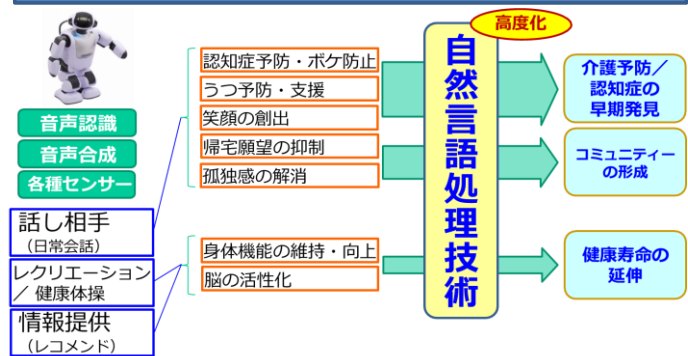 高度化
音声認識
音声合成
各種センサー
話し相手
（日常会話）
レクリエーション
／ 健康体操
情報提供
（レコメンド）
認知症予防・ボケ防止
うつ予防・支援
笑顔の創出
帰宅願望の抑制
孤独感の解消
身体機能の維持・向上
脳の活性化
自然言語処理技術
介護予防／
認知症の
早期発見
コミュニティー
の形成
健康寿命の
延伸